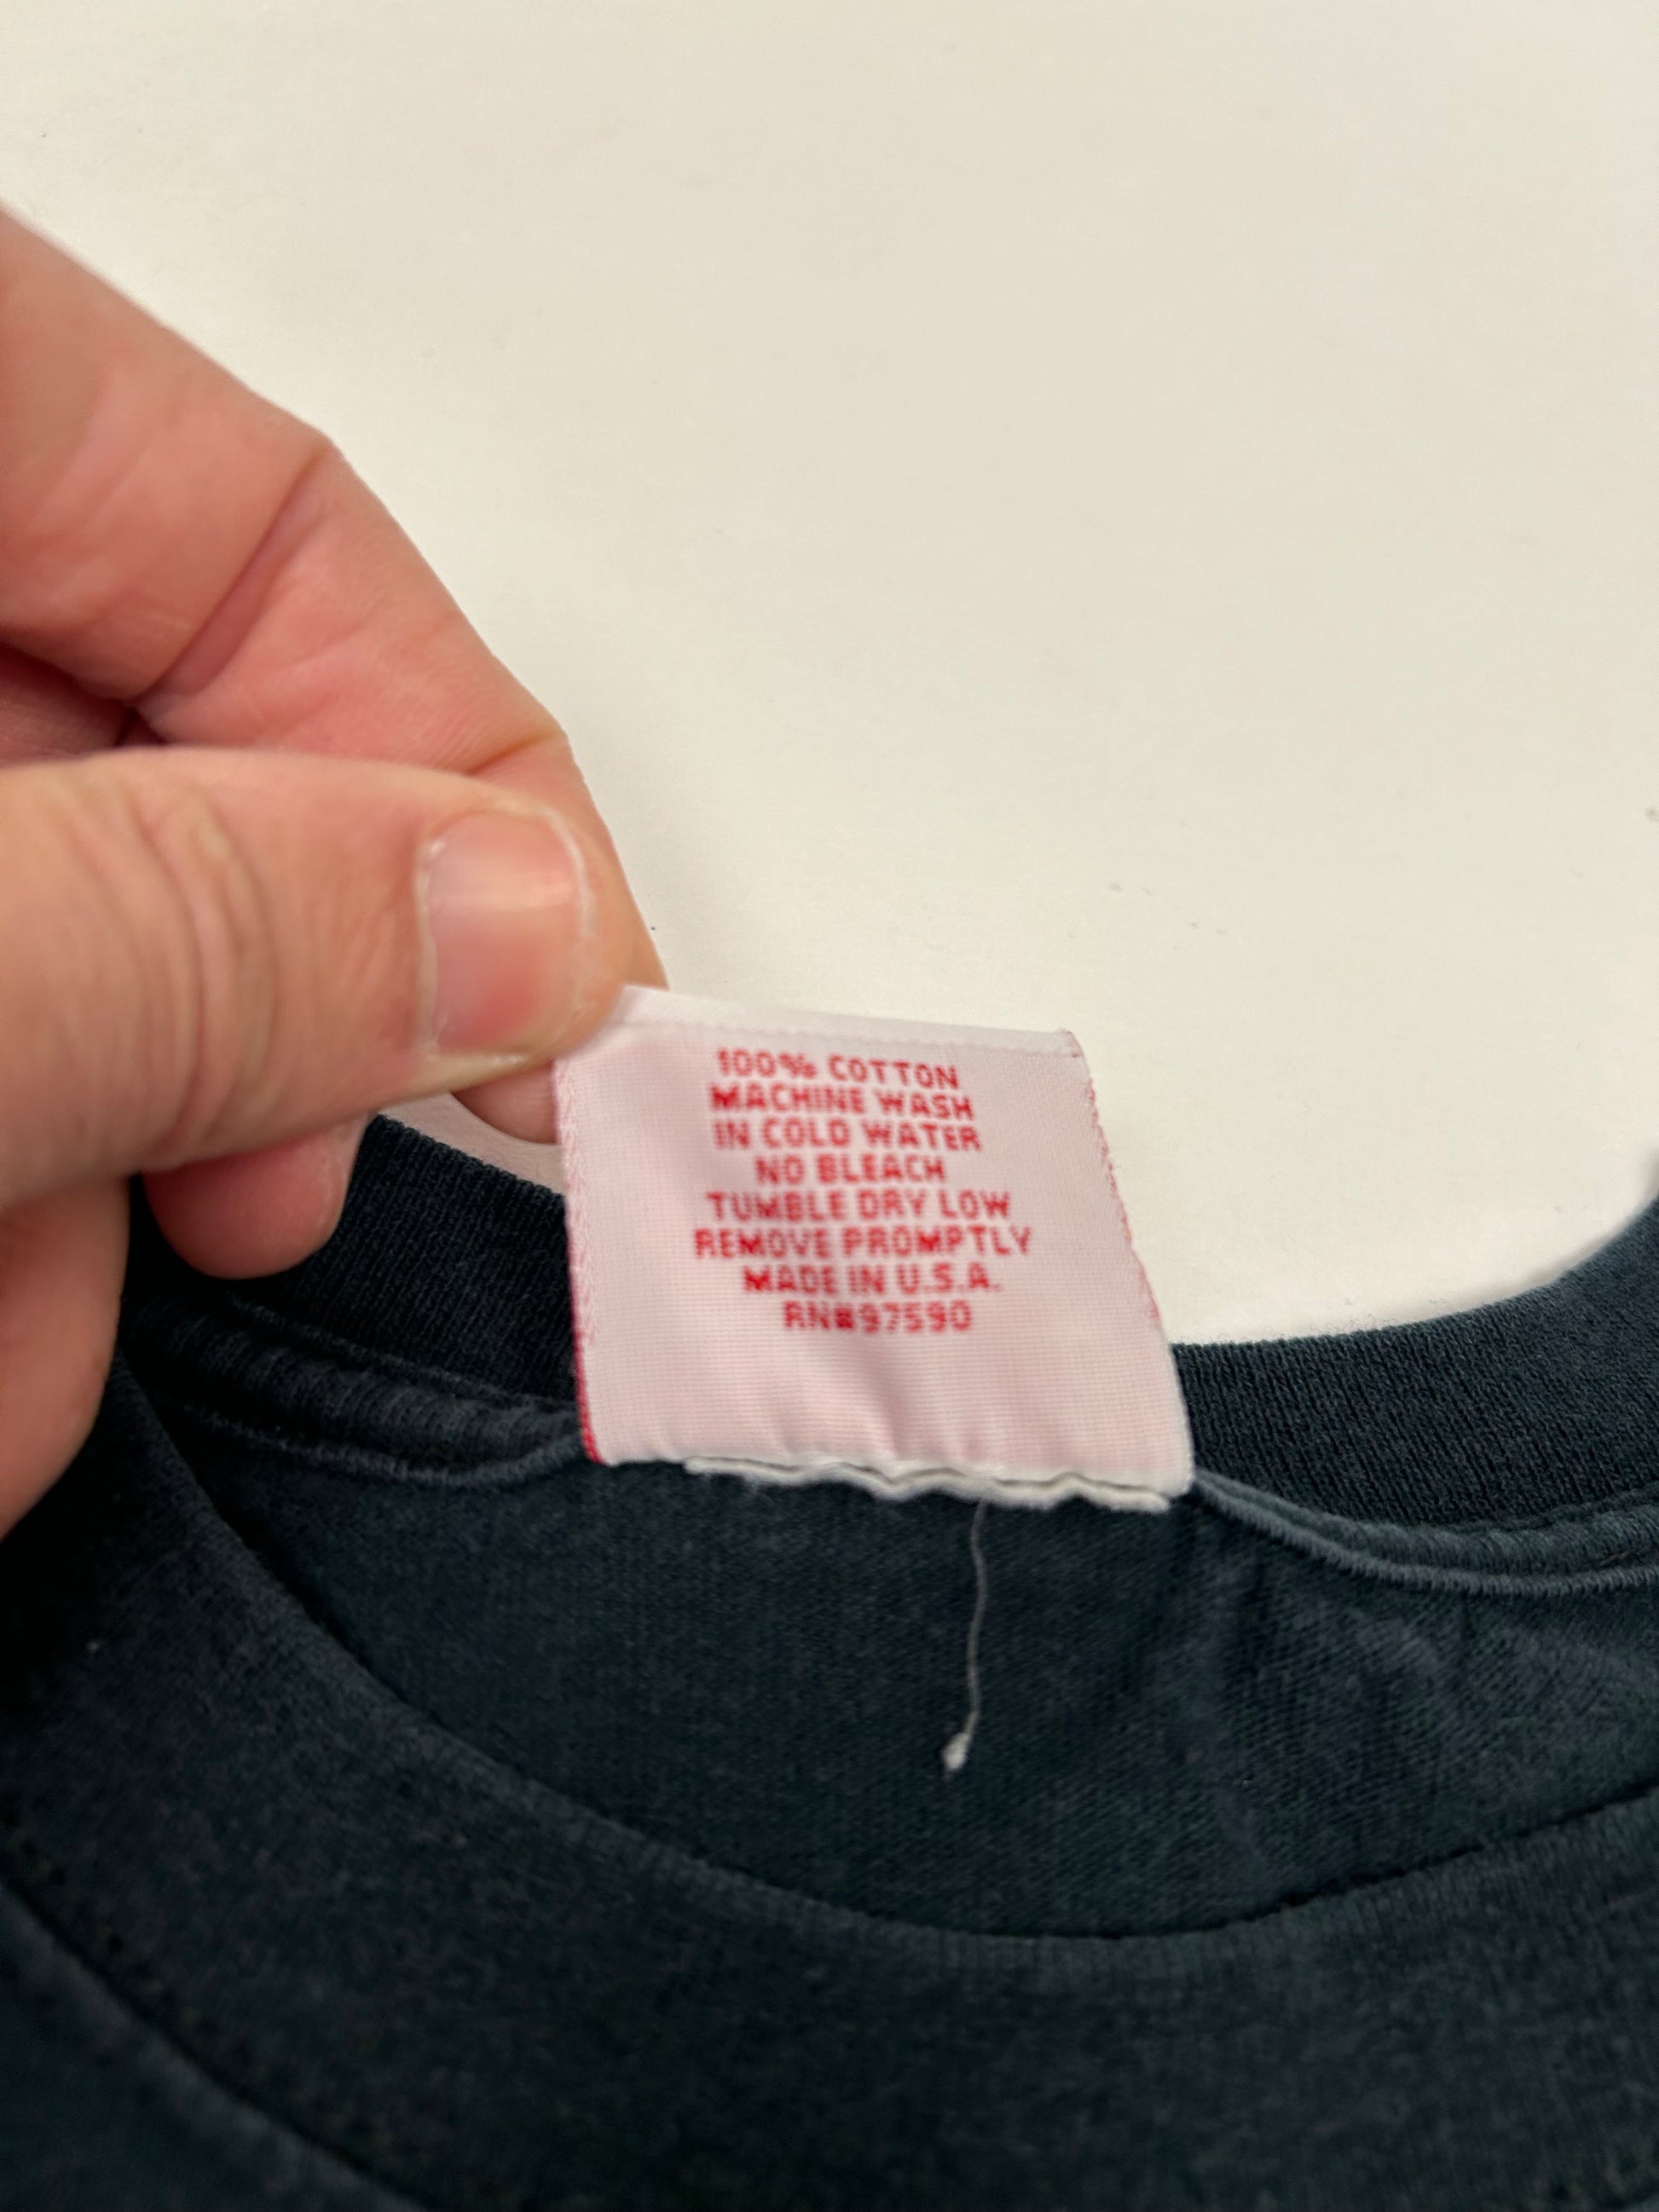 100% COTTON
MACHINE WASH
IN COLD WATER
NO BLEACH
TUMBLE DRY LOW
REMOVE PROMPTLY
MADE IN U.S.A.
RN#97590